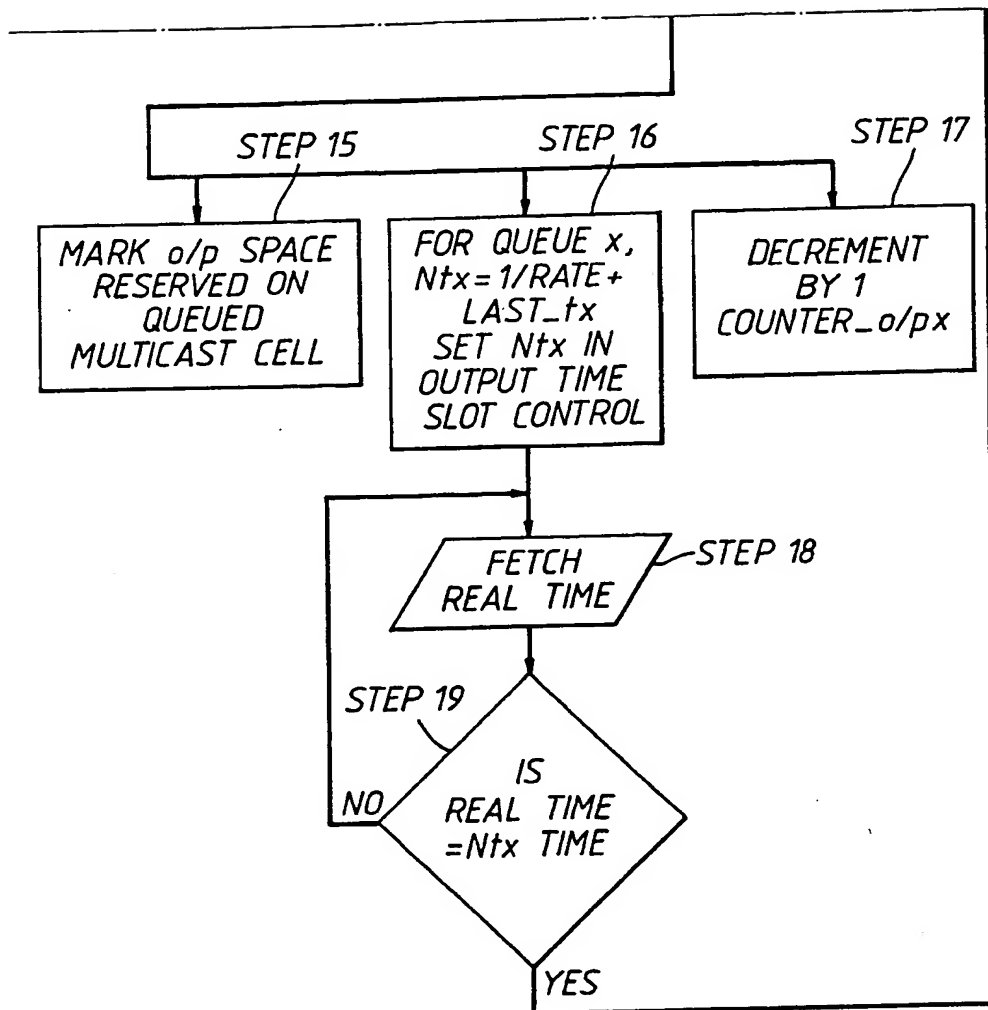 STEP 15
STEP 16
STEP 17
MARK o/p SPACE
RESERVED ON
QUEUED
MULTICAST CELL
FOR QUEUE x,
Ntx=1/RATE+
LAST_tx
SET Ntx IN
OUTPUT TIME
SLOT CONTROL
DECREMENT
BY 1
COUNTER_o/px
FETCH
REAL TIME
STEP 18
STEP 19
IS
REAL TIME
=Ntx TIME
NO
YES